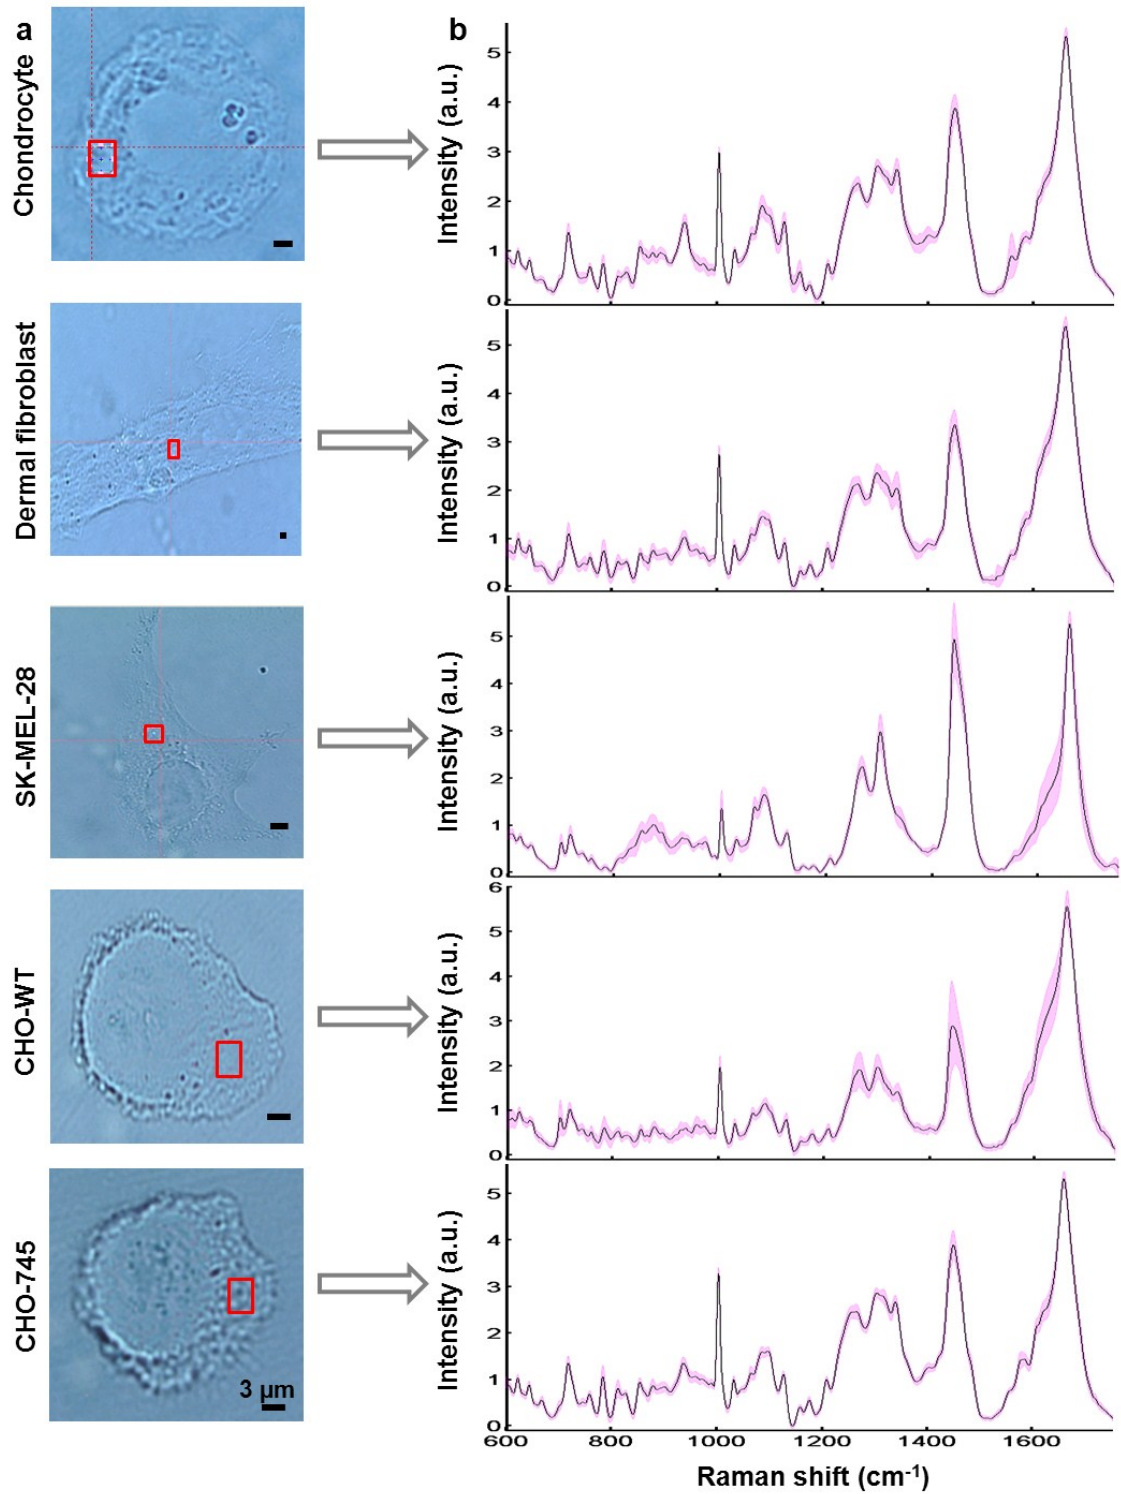 a
b
Chondrocyte
Intensity (a.u.)
5
4
3
2
1
0
Dermal fibroblast
Intensity (a.u.)
5
4
3
2
1
0
SK-MEL-28
Intensity (a.u.)
5
4
3
2
1
0
CHO-WT
Intensity (a.u.)
6
5
4
3
2
1
0
CHO-745
3 µm
Intensity (a.u.)
5
4
3
2
1
0
600 800 1000 1200 1400 1600
Raman shift (cm⁻¹)